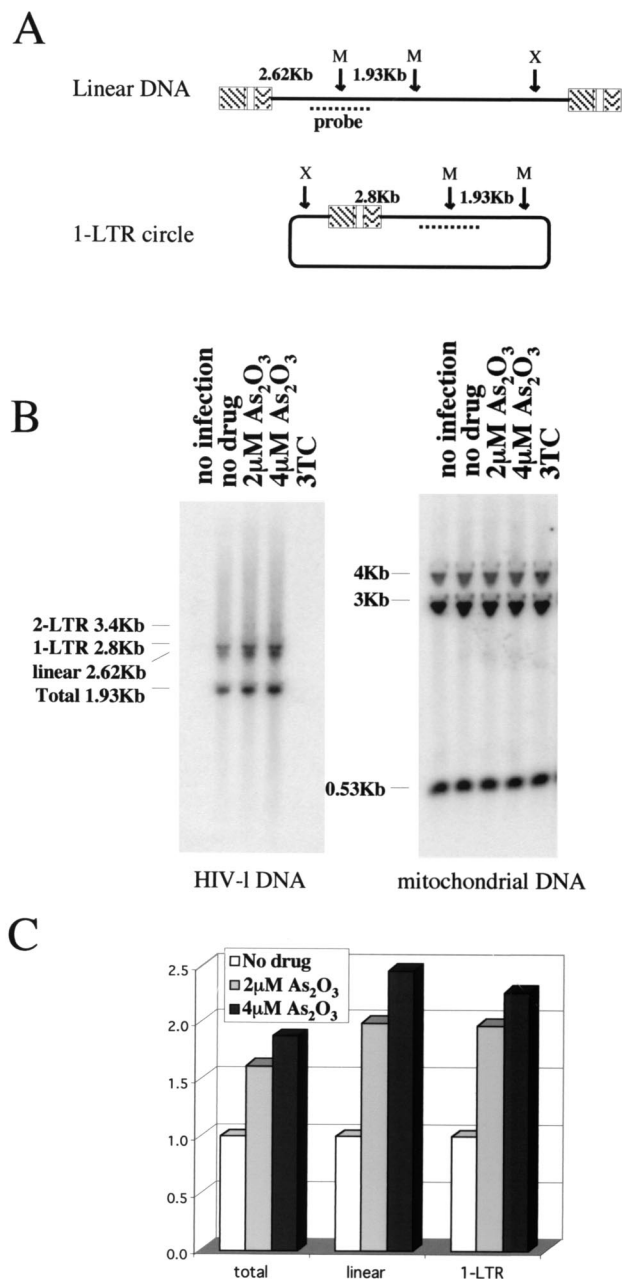 A
2.62Kb M 1.93Kb M X
Linear DNA
probe
X M M
2.8Kb 1.93Kb
1-LTR circle
B
no infection
no drug
2μM As₂O₃
4μM As₂O₃
3TC
no infection
no drug
2μM As₂O₃
4μM As₂O₃
3TC
2-LTR 3.4Kb
1-LTR 2.8Kb
linear 2.62Kb
Total 1.93Kb
4Kb
3Kb
0.53Kb
HIV-1 DNA
mitochondrial DNA
C
No drug
2μM As₂O₃
4μM As₂O₃
2.5
2.0
1.5
1.0
0.5
0.0
total linear 1-LTR